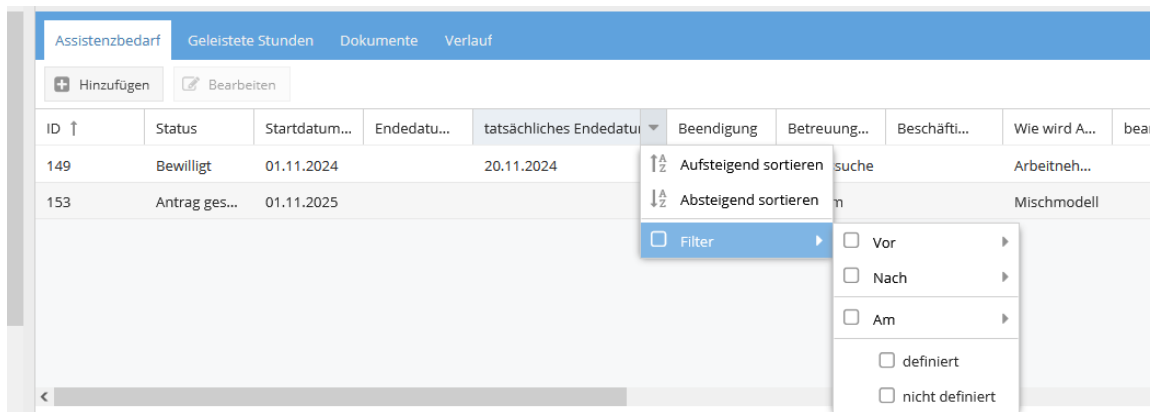 Assistenzbedarf Geleistete Stunden Dokumente Verlauf
Hinzufügen Bearbeiten
ID Status Startdatum... Endedatu... tatsächliches Endedatu Beendigung Betreuung... Beschäfti... Wie wird A... bear
149 Bewilligt 01.11.2024 20.11.2024 Aufsteigend sortieren suche Arbeitneh...
153 Antrag ges... 01.11.2025 Absteigend sortieren m Mischmodell
Filter Vor
Nach
Am
definiert
nicht definiert